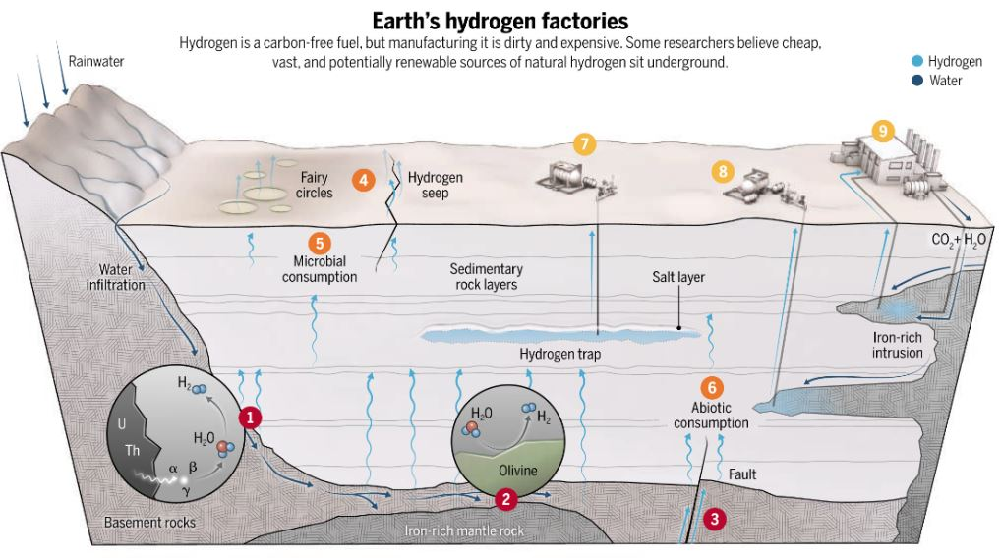 Earth's hydrogen factories
Hydrogen is a carbon-free fuel, but manufacturing it is dirty and expensive. Some researchers believe cheap,
vast, and potentially renewable sources of natural hydrogen sit underground.
Rainwater
Hydrogen
Water
9
7
8
Fairy
circles
4
Hydrogen
seep
5
Microbial
consumption
CO₂+ H₂O
Water
infiltration
Sedimentary
rock layers
Salt layer
Hydrogen trap
Iron-rich
intrusion
6
Abiotic
consumption
H₂
U
H₂O
Th
α β
γ
1
H₂O
H₂
Olivine
2
Fault
3
Basement rocks
Iron-rich mantle rock